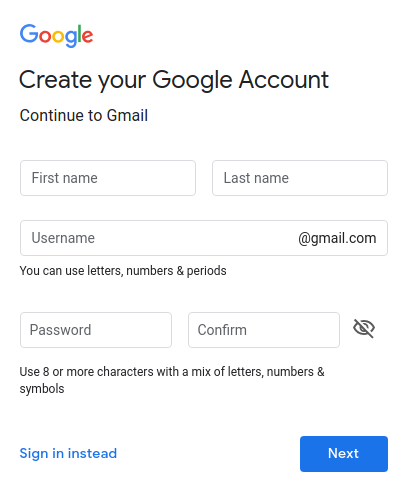 Google
Create your Google Account
Continue to Gmail
First name Last name
Username @gmail.com
You can use letters, numbers & periods
Password Confirm
Use 8 or more characters with a mix of letters, numbers &
symbols
Sign in instead Next